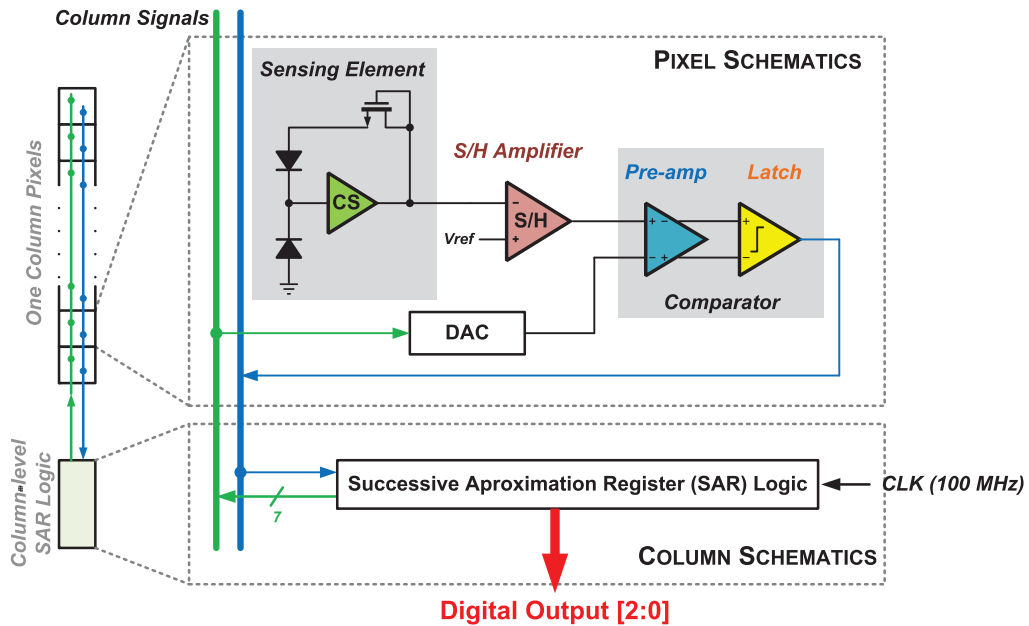 Column Signals
PIXEL SCHEMATICS
Sensing Element
CS
S/H Amplifier
S/H
−
+
Vref
Pre-amp
Latch
+ −
− +
+
−
Comparator
DAC
One Column Pixels
Column-level
SAR Logic
Successive Aproximation Register (SAR) Logic
CLK (100 MHz)
7
COLUMN SCHEMATICS
Digital Output [2:0]